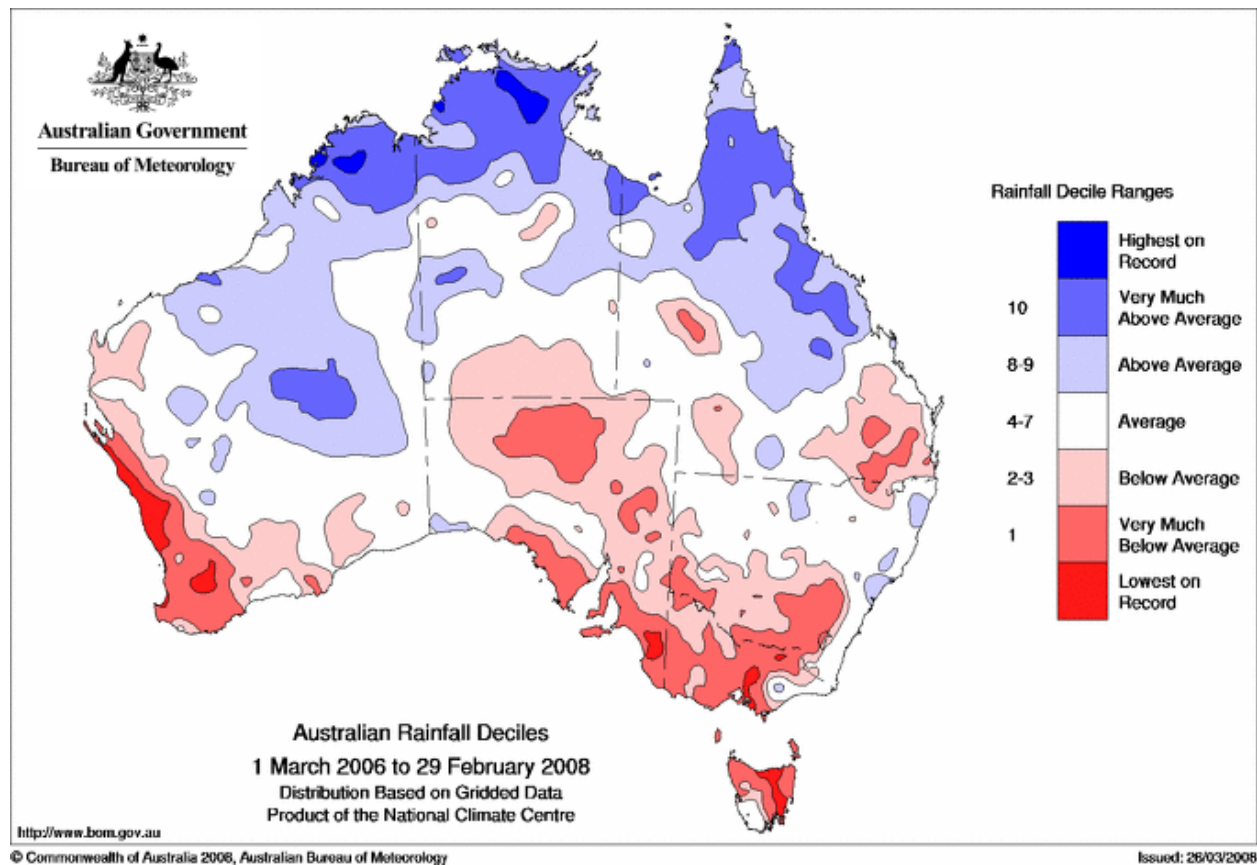 Australian Government
Bureau of Meteorology
Rainfall Decile Ranges
Highest on
Record
10
Very Much
Above Average
8-9
Above Average
4-7
Average
2-3
Below Average
1
Very Much
Below Average
Lowest on
Record
Australian Rainfall Deciles
1 March 2006 to 29 February 2008
Distribution Based on Gridded Data
Product of the National Climate Centre
http://www.bom.gov.au
© Commonwealth of Australia 2008, Australian Bureau of Meteorology
Issued: 26/03/2008